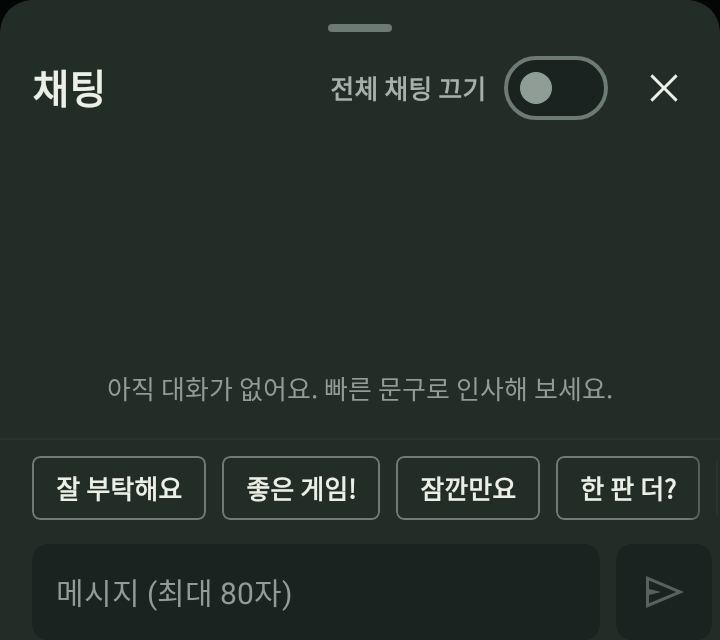 채팅
전체 채팅 끄기
아직 대화가 없어요. 빠른 문구로 인사해 보세요.
잘 부탁해요
좋은 게임!
잠깐만요
한 판 더?
메시지 (최대 80자)